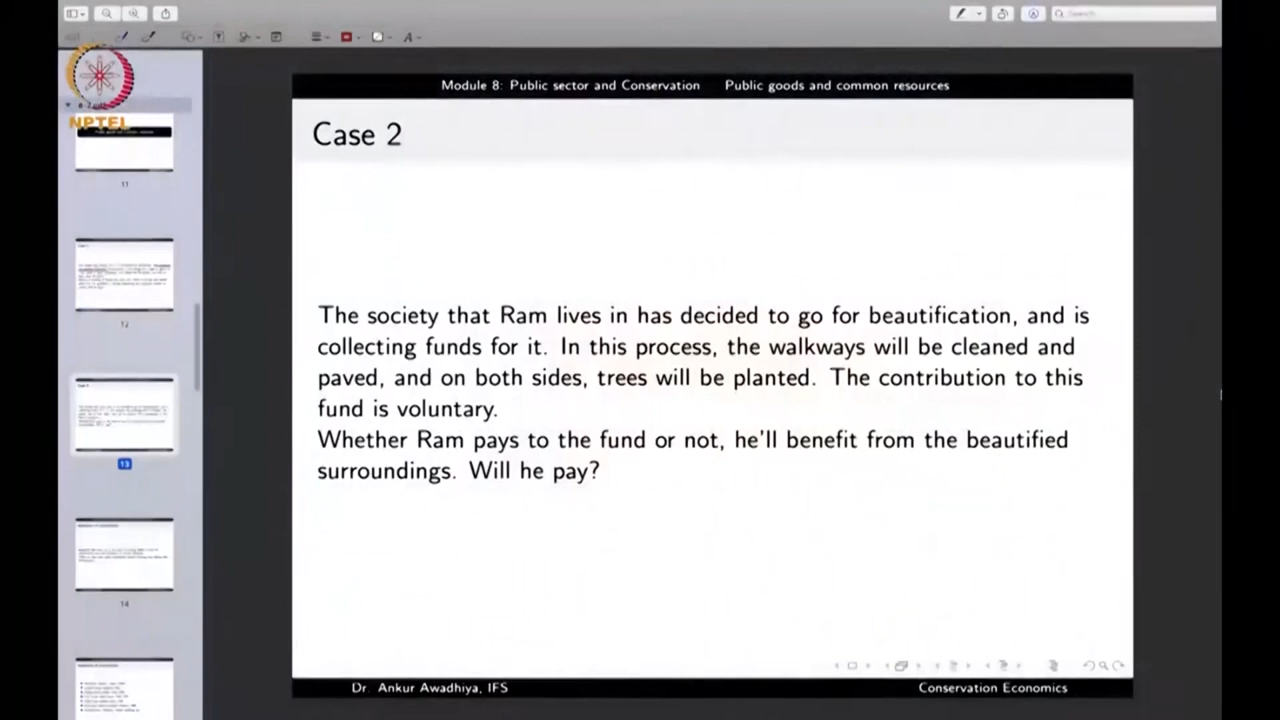 Search
NPTEL
11
12
13
14
Module 8: Public sector and Conservation Public goods and common resources
Case 2
The society that Ram lives in has decided to go for beautification, and is
collecting funds for it. In this process, the walkways will be cleaned and
paved, and on both sides, trees will be planted. The contribution to this
fund is voluntary.
Whether Ram pays to the fund or not, he'll benefit from the beautified
surroundings. Will he pay?
Dr. Ankur Awadhiya, IFS Conservation Economics